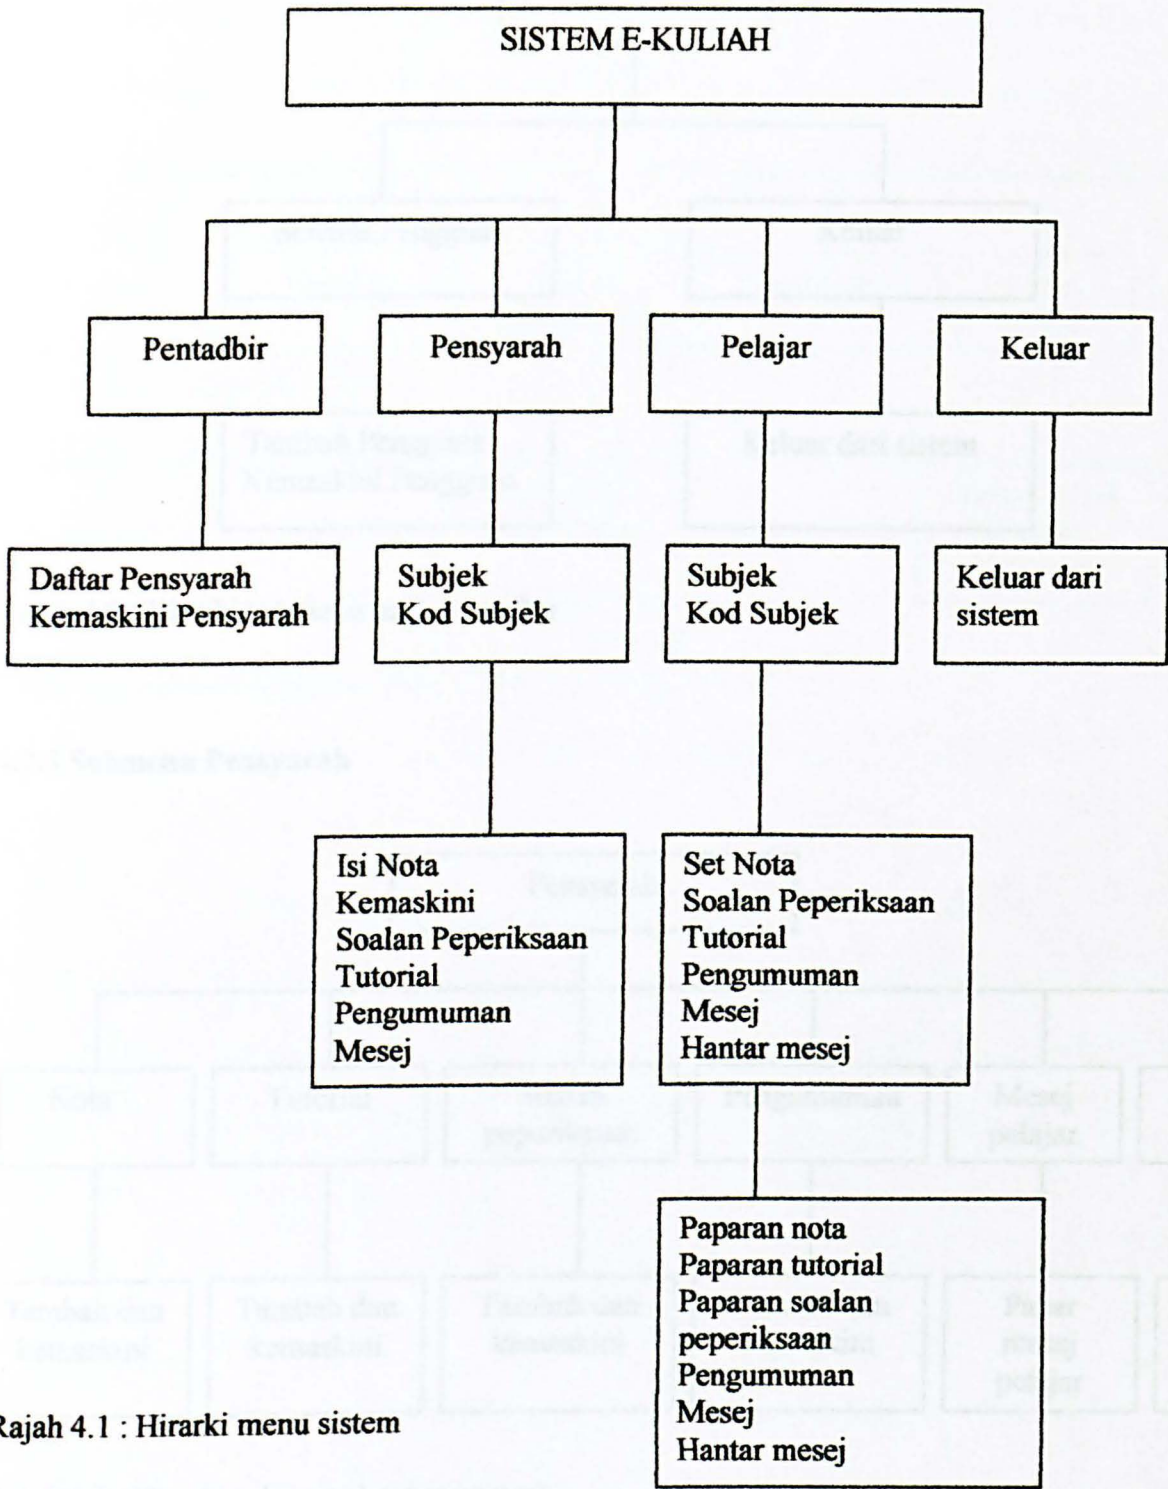 SISTEM E-KULIAH
Pentadbir
Pensyarah
Pelajar
Keluar
Daftar Pensyarah
Kemaskini Pensyarah
Subjek
Kod Subjek
Subjek
Kod Subjek
Keluar dari
sistem
Isi Nota
Kemaskini
Soalan Peperiksaan
Tutorial
Pengumuman
Mesej
Set Nota
Soalan Peperiksaan
Tutorial
Pengumuman
Mesej
Hantar mesej
Paparan nota
Paparan tutorial
Paparan soalan
peperiksaan
Pengumuman
Mesej
Hantar mesej
Rajah 4.1 : Hirarki menu sistem